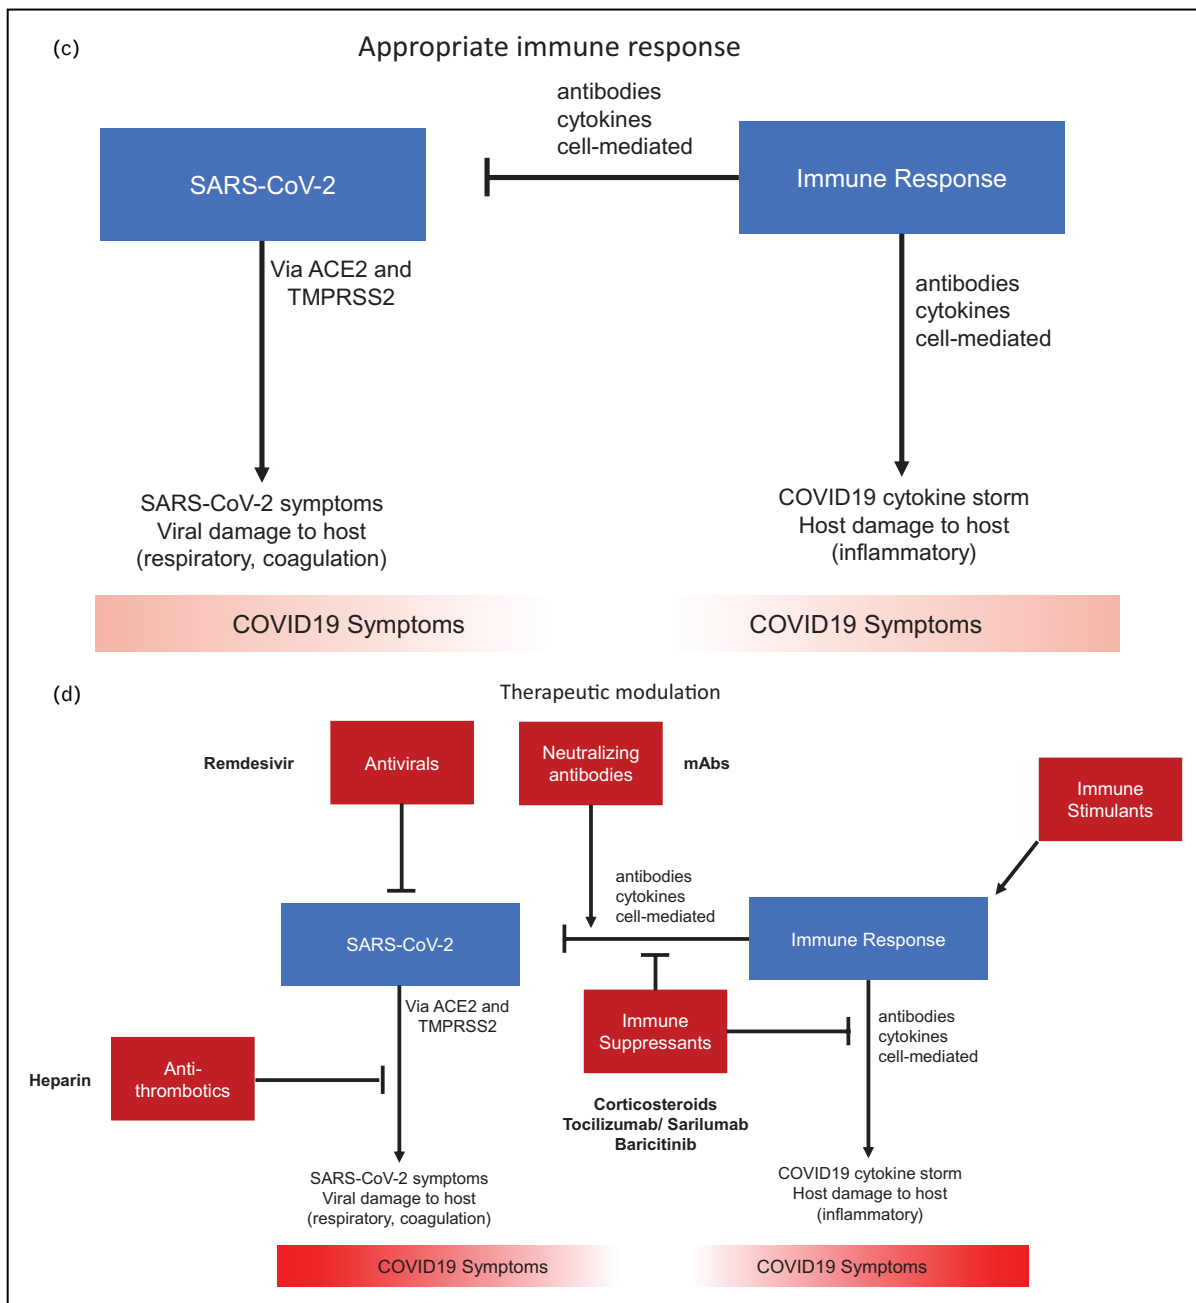 (c)
Appropriate immune response
antibodies
cytokines
cell-mediated
SARS-CoV-2
Immune Response
Via ACE2 and
TMPRSS2
antibodies
cytokines
cell-mediated
SARS-CoV-2 symptoms
Viral damage to host
(respiratory, coagulation)
COVID19 cytokine storm
Host damage to host
(inflammatory)
COVID19 Symptoms
COVID19 Symptoms
(d)
Therapeutic modulation
Remdesivir
Antivirals
Neutralizing
antibodies
mAbs
Immune
Stimulants
antibodies
cytokines
cell-mediated
SARS-CoV-2
Immune Response
Via ACE2 and
TMPRSS2
Immune
Suppressants
antibodies
cytokines
cell-mediated
Heparin
Anti-
thrombotics
Corticosteroids
Tocilizumab/ Sarilumab
Baricitinib
SARS-CoV-2 symptoms
Viral damage to host
(respiratory, coagulation)
COVID19 cytokine storm
Host damage to host
(inflammatory)
COVID19 Symptoms
COVID19 Symptoms